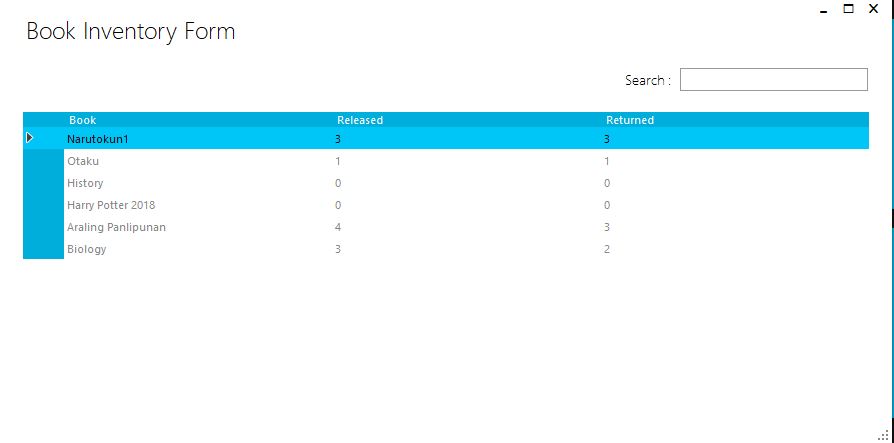 Book Inventory Form
Search :
Book Released Returned
Narutokun1 3 3
Otaku 1 1
History 0 0
Harry Potter 2018 0 0
Araling Panlipunan 4 3
Biology 3 2